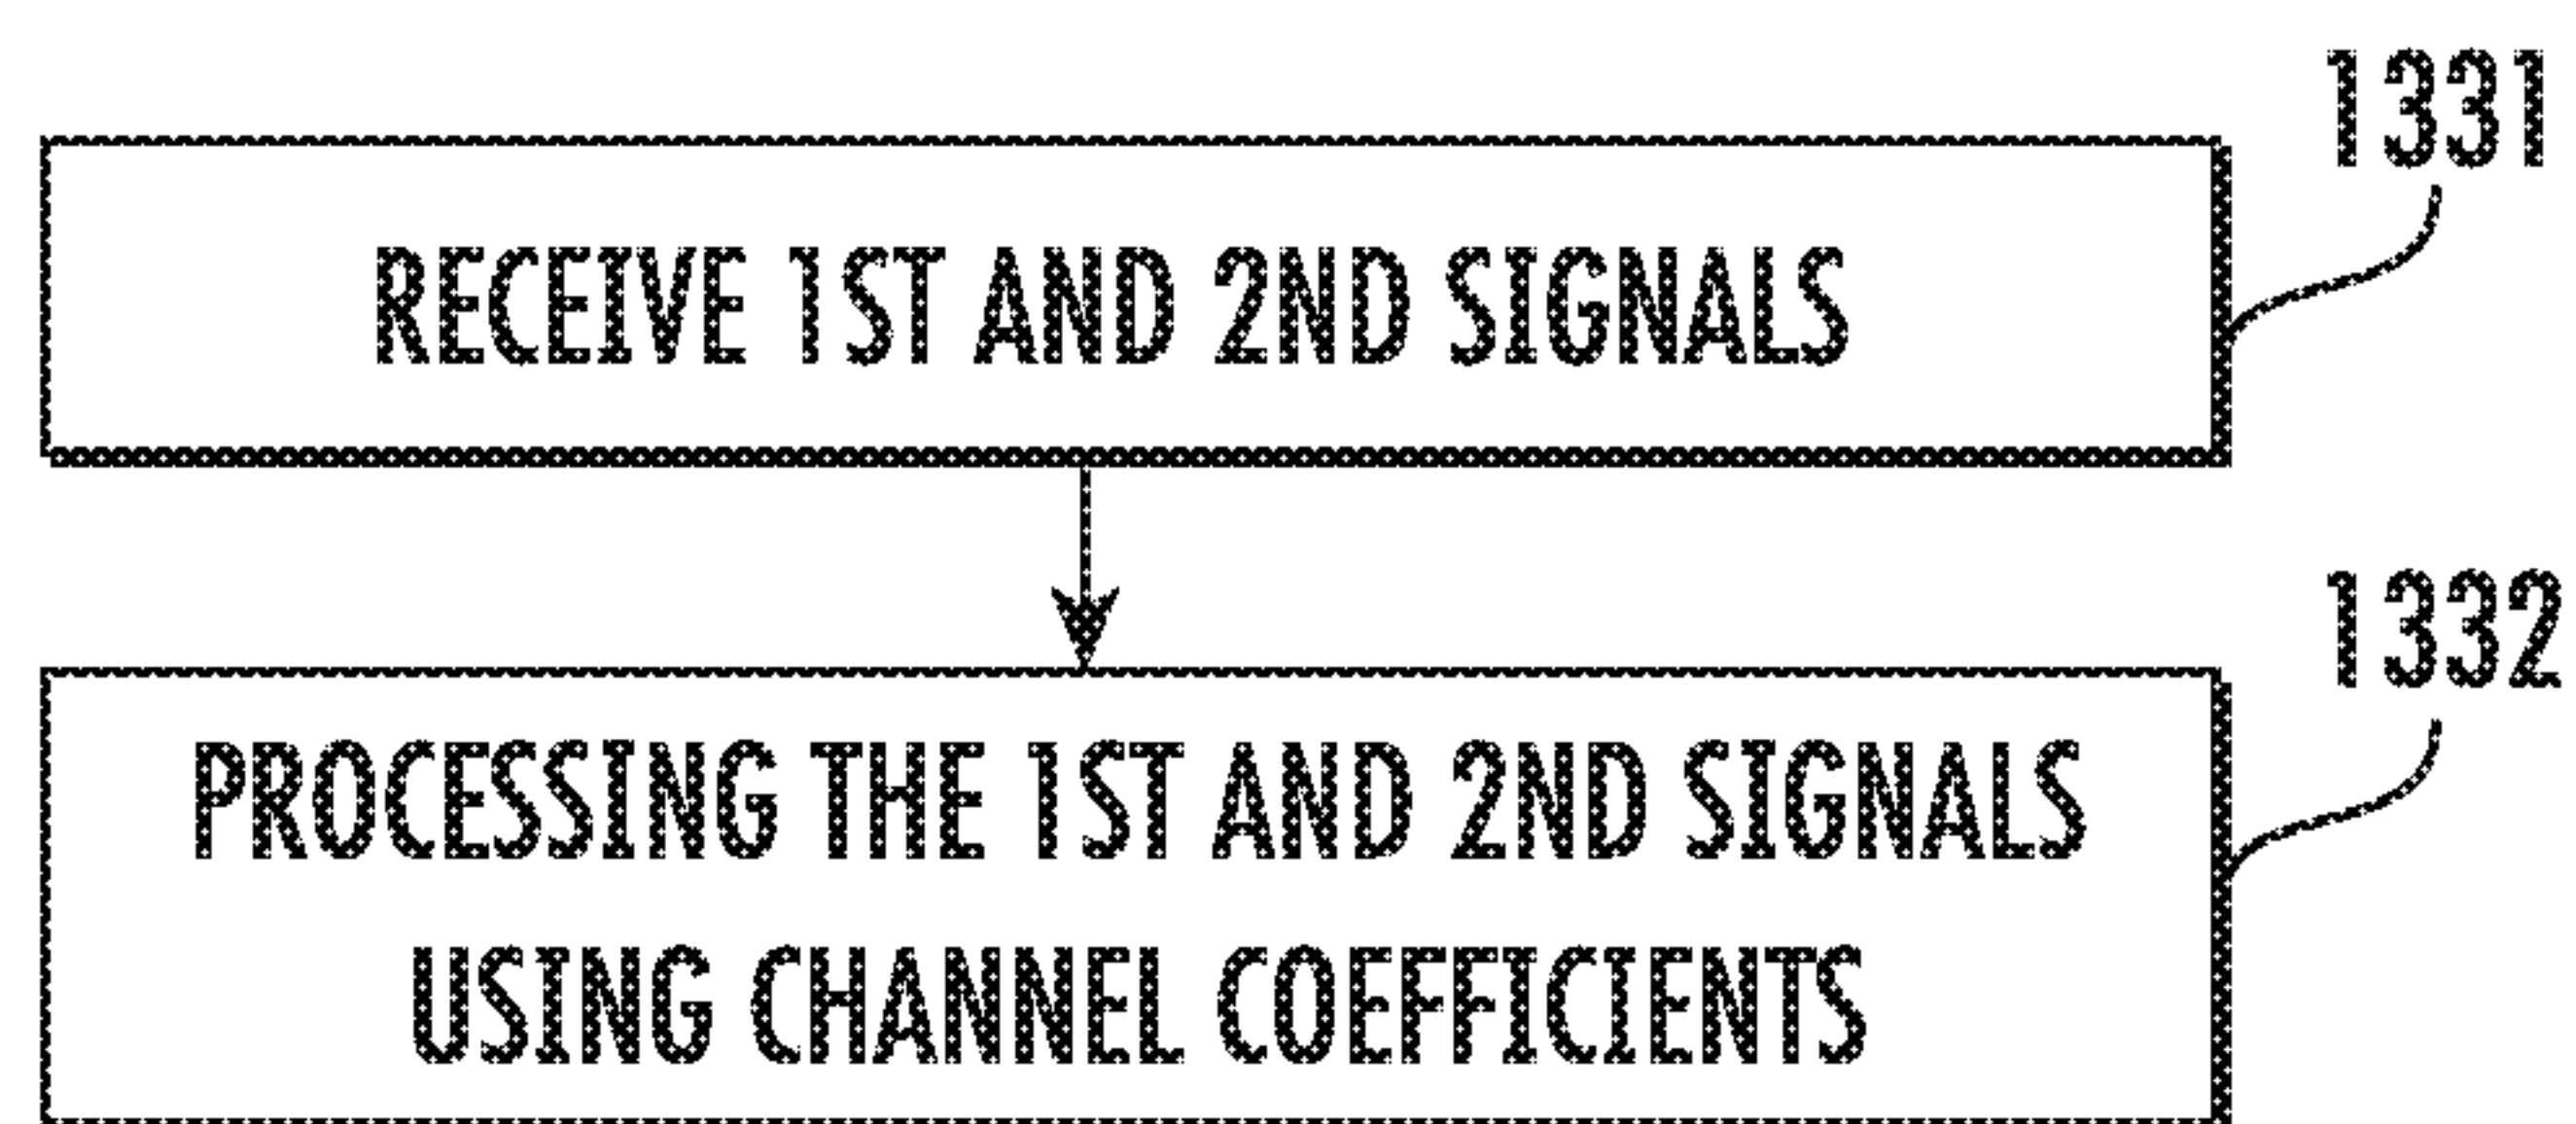 1331
RECEIVE 1ST AND 2ND SIGNALS
1332
PROCESSING THE 1ST AND 2ND SIGNALS
USING CHANNEL COEFFICIENTS